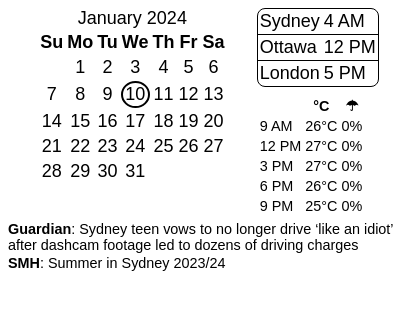 January 2024
Su Mo Tu We Th Fr Sa
1 2 3 4 5 6
7 8 9 10 11 12 13
14 15 16 17 18 19 20
21 22 23 24 25 26 27
28 29 30 31
Sydney 4 AM
Ottawa 12 PM
London 5 PM
°C ☂
9 AM 26°C 0%
12 PM 27°C 0%
3 PM 27°C 0%
6 PM 26°C 0%
9 PM 25°C 0%
Guardian: Sydney teen vows to no longer drive ‘like an idiot’
after dashcam footage led to dozens of driving charges
SMH: Summer in Sydney 2023/24